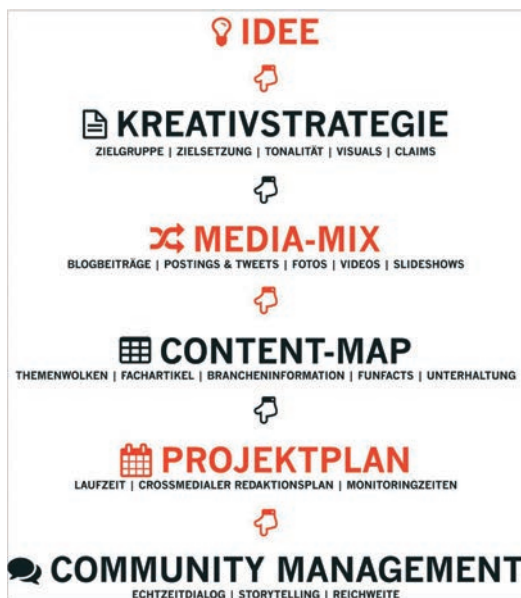 IDEE
KREATIVSTRATEGIE
ZIELGRUPPE | ZIELSETZUNG | TONALITÄT | VISUALS | CLAIMS
MEDIA-MIX
BLOGBEITRÄGE | POSTINGS & TWEETS | FOTOS | VIDEOS | SLIDESHOWS
CONTENT-MAP
THEMENWOLKEN | FACHARTIKEL | BRANCHENINFORMATION | FUNFACTS | UNTERHALTUNG
PROJEKTPLAN
LAUFZEIT | CROSSMEDIALER REDAKTIONSPLAN | MONITORINGZEITEN
COMMUNITY MANAGEMENT
ECHTZEITDIALOG | STORYTELLING | REICHWEITE